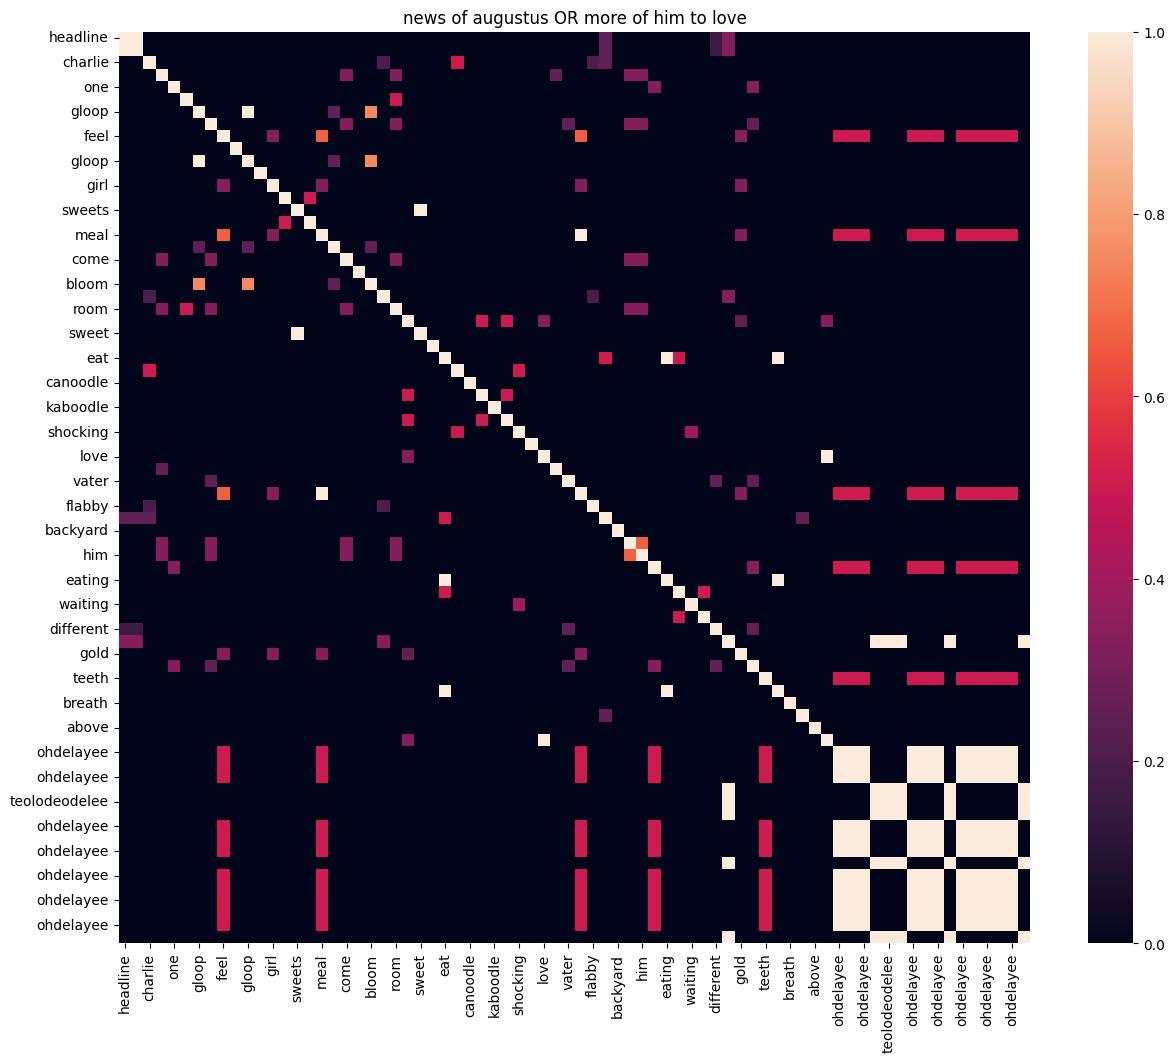 news of augustus OR more of him to love
headline
charlie
one
gloop
feel
gloop
girl
sweets
meal
come
bloom
room
sweet
eat
canoodle
kaboodle
shocking
love
vater
flabby
backyard
him
eating
waiting
different
gold
teeth
breath
above
ohdelayee
ohdelayee
teolodeodelee
ohdelayee
ohdelayee
ohdelayee
ohdelayee
ohdelayee
headline
charlie
one
gloop
feel
gloop
girl
sweets
meal
come
bloom
room
sweet
eat
canoodle
kaboodle
shocking
love
vater
flabby
backyard
him
eating
waiting
different
gold
teeth
breath
above
ohdelayee
ohdelayee
teolodeodelee
ohdelayee
ohdelayee
ohdelayee
ohdelayee
ohdelayee
1.0
0.8
0.6
0.4
0.2
0.0